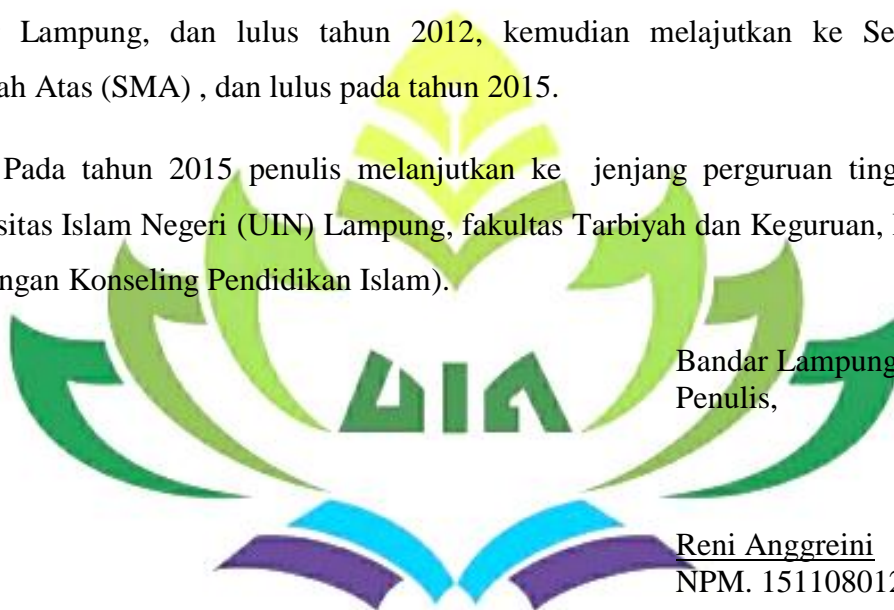 Lampung, dan lulus tahun 2012, kemudian melajutkan ke Se
ah Atas (SMA) , dan lulus pada tahun 2015.
Pada tahun 2015 penulis melanjutkan ke jenjang perguruan ting
sitas Islam Negeri (UIN) Lampung, fakultas Tarbiyah dan Keguruan,
ngan Konseling Pendidikan Islam).
UIN
Bandar Lampung
Penulis,
Reni Anggreini
NPM. 151108012